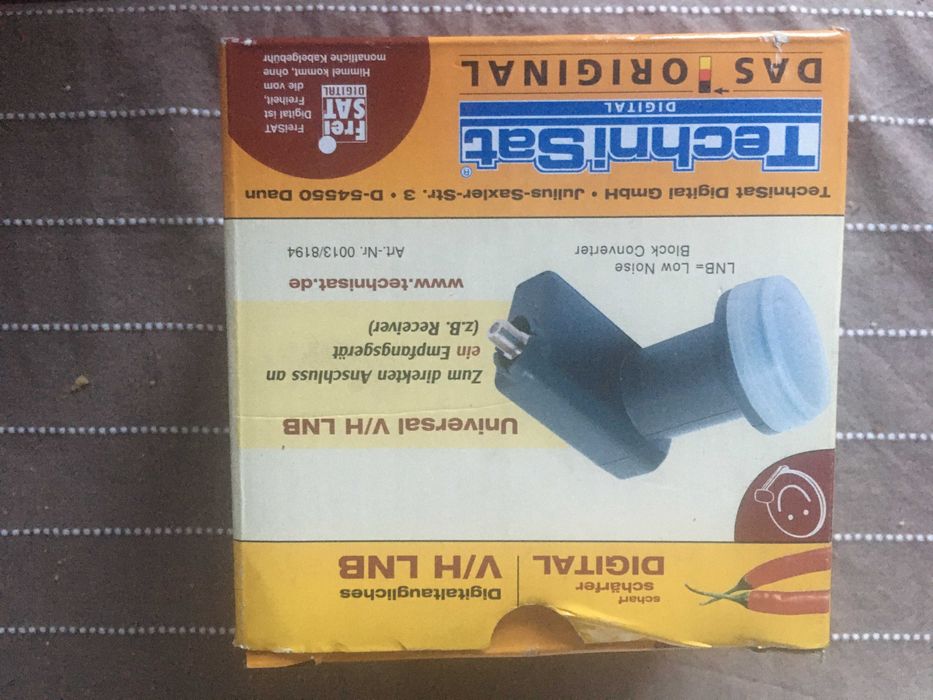 scharf
schärfer
DIGITAL
Digitaltaugliches
V/H LNB
Universal V/H LNB
Zum direkten Anschluss an
ein Empfangsgerät
(z.B. Receiver)
www.technisat.de
Art.-Nr. 0013/8194
LNB= Low Noise
Block Converter
TechniSat Digital GmbH • Julius-Saxler-Str. 3 • D-54550 Daun
TechniSat®
DIGITAL
DAS ORIGINAL
Frei
SAT
DIGITAL
FreiSAT
Digital ist
Freiheit,
die vom
Himmel kommt, ohne
monatliche Kabelgebühr